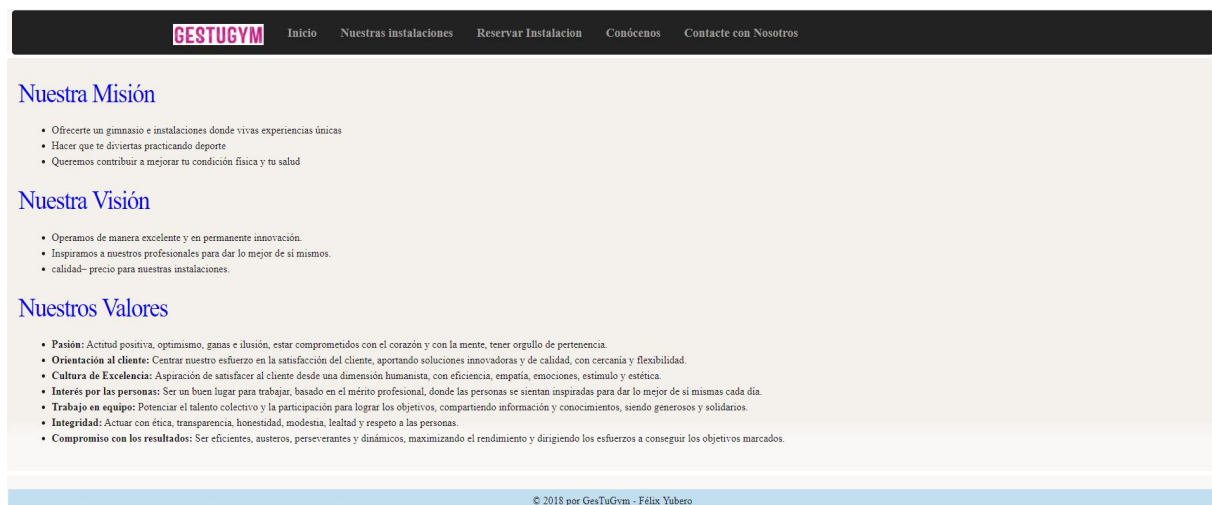 GESTUGYM Inicio Nuestras instalaciones Reservar Instalacion Conócenos Contacte con Nosotros
Nuestra Misión
• Ofrecerte un gimnasio e instalaciones donde vivas experiencias únicas
• Hacer que te diviertas practicando deporte
• Queremos contribuir a mejorar tu condición física y tu salud
Nuestra Visión
• Operamos de manera excelente y en permanente innovación.
• Inspiramos a nuestros profesionales para dar lo mejor de sí mismos.
• calidad– precio para nuestras instalaciones.
Nuestros Valores
• Pasión: Actitud positiva, optimismo, ganas e ilusión, estar comprometidos con el corazón y con la mente, tener orgullo de pertenencia.
• Orientación al cliente: Centrar nuestro esfuerzo en la satisfacción del cliente, aportando soluciones innovadoras y de calidad, con cercanía y flexibilidad.
• Cultura de Excelencia: Aspiración de satisfacer al cliente desde una dimensión humanista, con eficiencia, empatía, emociones, estímulo y estética.
• Interés por las personas: Ser un buen lugar para trabajar, basado en el mérito profesional, donde las personas se sientan inspiradas para dar lo mejor de sí mismas cada día.
• Trabajo en equipo: Potenciar el talento colectivo y la participación para lograr los objetivos, compartiendo información y conocimientos, siendo generosos y solidarios.
• Integridad: Actuar con ética, transparencia, honestidad, modestia, lealtad y respeto a las personas.
• Compromiso con los resultados: Ser eficientes, austeros, perseverantes y dinámicos, maximizando el rendimiento y dirigiendo los esfuerzos a conseguir los objetivos marcados.
© 2018 por GesTuGym - Félix Yubero